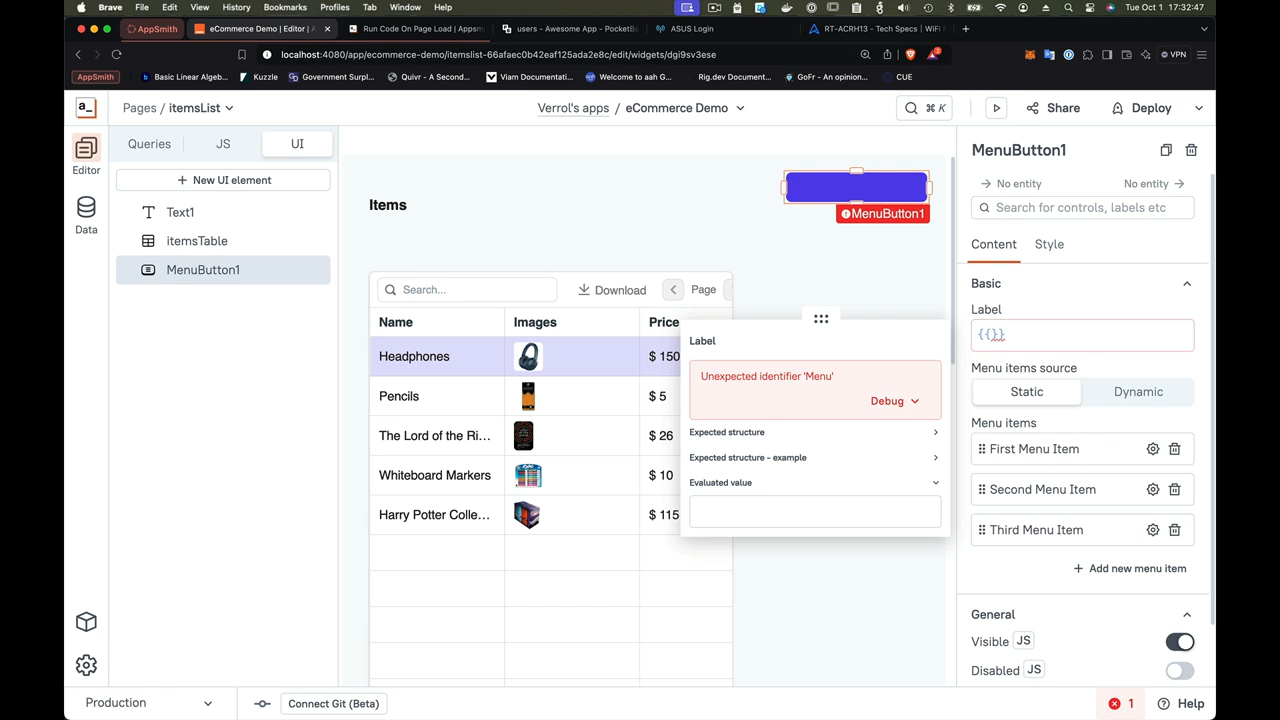 Brave File Edit View History Bookmarks Profiles Tab Window Help Tue Oct 1 17:32:47
AppSmith eCommerce Demo | Editor | A Run Code On Page Load | Appsm users - Awesome App - PocketBa ASUS Login RT-ACRH13 - Tech Specs | WiFi
localhost:4080/app/ecommerce-demo/itemslist-66afaec0b42eaf125ada2e8c/edit/widgets/dgi9sv3ese VPN
AppSmith Basic Linear Algeb... Kuzzle Government Surpl... Quivr - A Second... Viam Documentati... Welcome to aah G... Rig.dev Document... GoFr - An opinion... CUE
a_ Pages / itemsList Verrol's apps / eCommerce Demo ⌘ K Share Deploy
Editor
Data
Queries JS UI
+ New UI element
Text1
itemsTable
MenuButton1
Items
MenuButton1
Search... Download Page
Name Images Price
Headphones $ 150
Pencils $ 5
The Lord of the Ri... $ 26
Whiteboard Markers $ 10
Harry Potter Colle... $ 115
Label
Unexpected identifier 'Menu'
Debug
Expected structure
Expected structure - example
Evaluated value
MenuButton1
No entity No entity
Search for controls, labels etc
Content Style
Basic
Label
{{}}
Menu items source
Static Dynamic
Menu items
First Menu Item
Second Menu Item
Third Menu Item
+ Add new menu item
General
Visible JS
Disabled JS
Production Connect Git (Beta) 1 Help